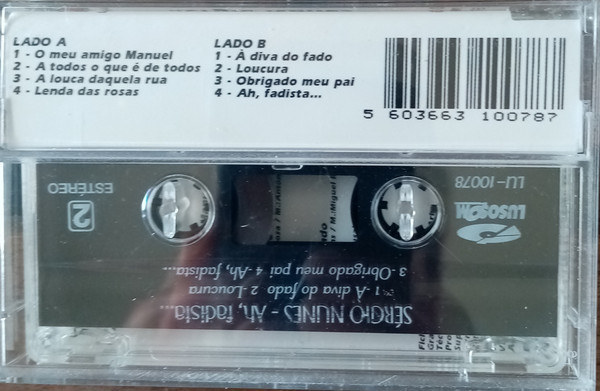 LADO A
1 - O meu amigo Manuel
2 - A todos o que é de todos
3 - A louca daquela rua
4 - Lenda das rosas
LADO B
1 - À diva do fado
2 - Loucura
3 - Obrigado meu pai
4 - Ah, fadista...
5 603663 100787
SÉRGIO NUNES - Ah, fadista...
1 - À diva do fado 2 - Loucura
3 - Obrigado meu pai 4 - Ah, fadista...
LUSOSOM
LU-10078
2
ESTÉREO